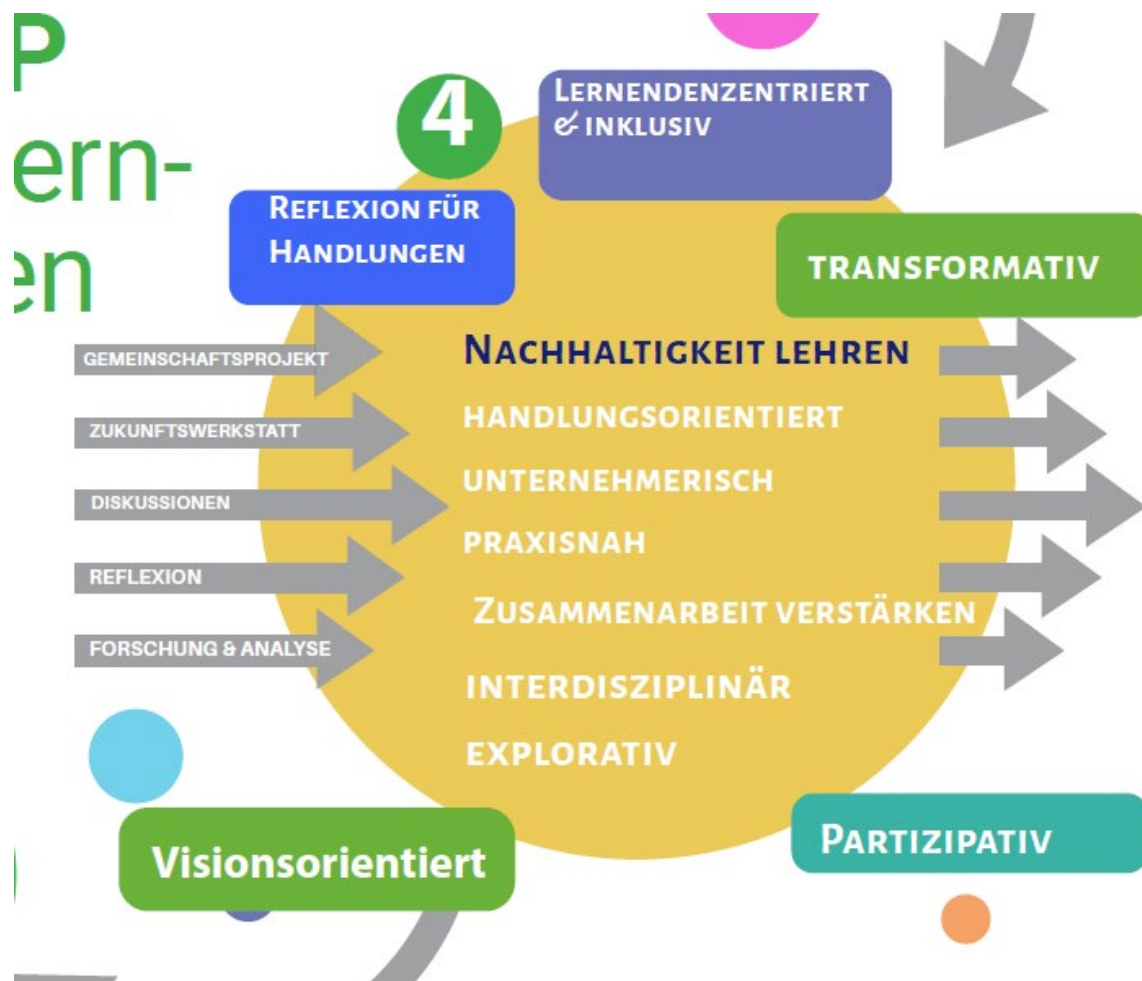 P
ern-
en
4
LERNENDENZENTRIERT
& INKLUSIV
REFLEXION FÜR
HANDLUNGEN
TRANSFORMATIV
GEMEINSCHAFTSPROJEKT
ZUKUNFTSWERKSTATT
DISKUSSIONEN
REFLEXION
FORSCHUNG & ANALYSE
NACHHALTIGKEIT LEHREN
HANDLUNGSORIENTIERT
UNTERNEHMERISCH
PRAXISNAH
ZUSAMMENARBEIT VERSTÄRKEN
INTERDISZIPLINÄR
EXPLORATIV
Visionsorientiert
PARTIZIPATIV